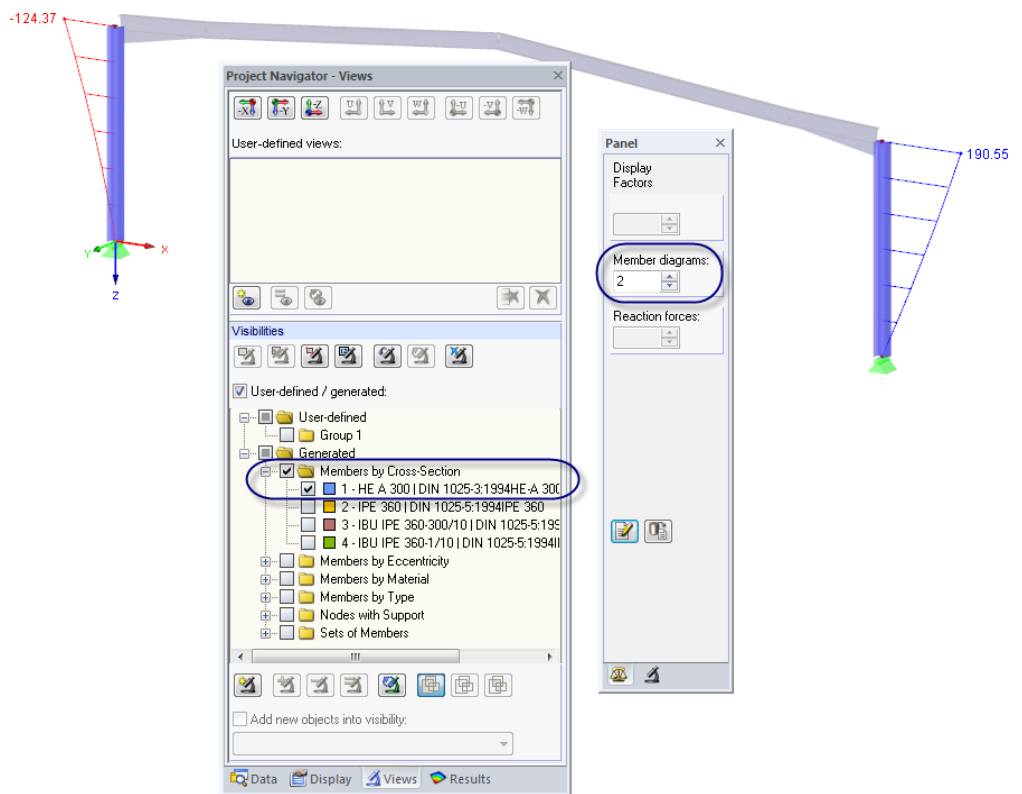 -124.37
Project Navigator - Views
-X
-Y
-Z
U
V
W
-U
-V
-W
User-defined views:
Visibilities
User-defined / generated:
User-defined
Group 1
Generated
Members by Cross-Section
1 - HE A 300 | DIN 1025-3:1994HE-A 300
2 - IPE 360 | DIN 1025-5:1994IPE 360
3 - IBU IPE 360-300/10 | DIN 1025-5:199
4 - IBU IPE 360-1/10 | DIN 1025-5:1994I
Members by Eccentricity
Members by Material
Members by Type
Nodes with Support
Sets of Members
Add new objects into visibility:
Data Display Views Results
Panel
Display
Factors
Member diagrams:
2
Reaction forces:
190.55
Y
X
Z